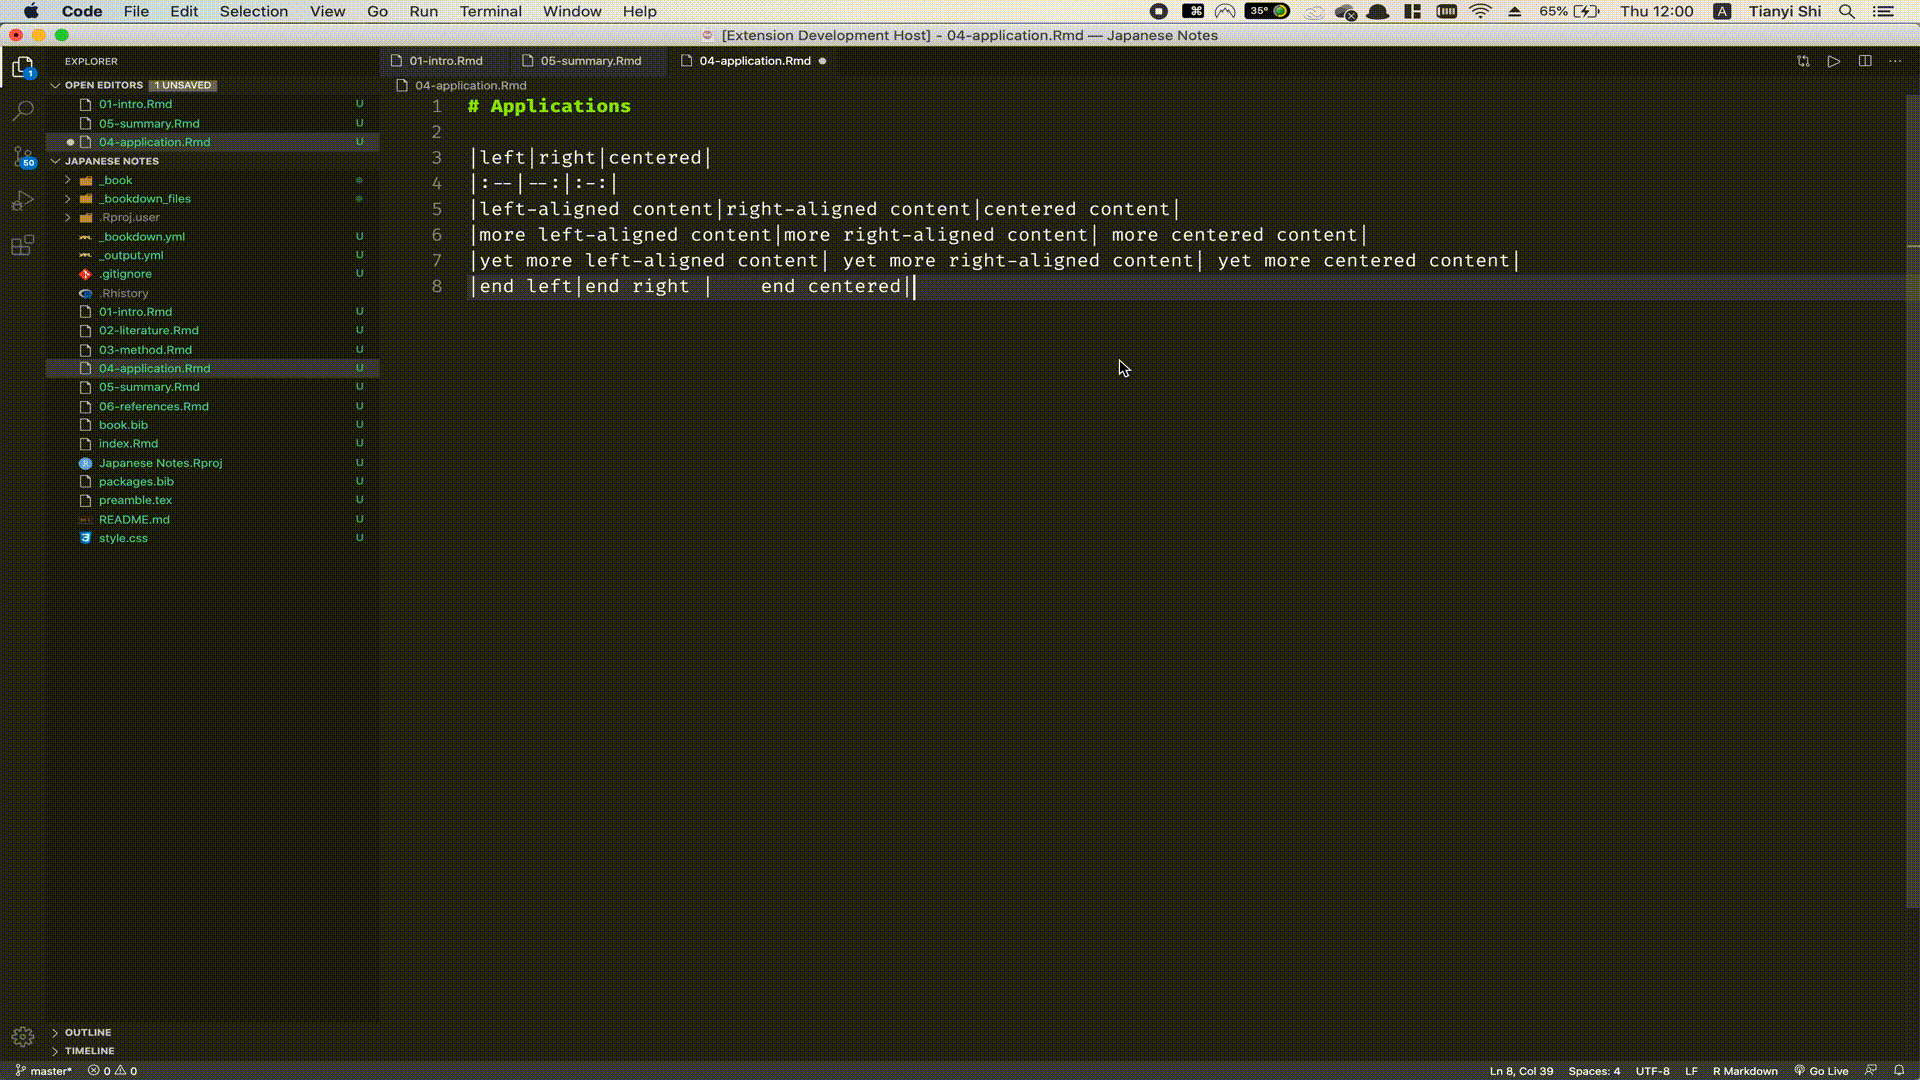 Code File Edit Selection View Go Run Terminal Window Help 35° 65% Thu 12:00 A Tianyi Shi
[Extension Development Host] - 04-application.Rmd — Japanese Notes
EXPLORER
OPEN EDITORS 1 UNSAVED
01-intro.Rmd U
05-summary.Rmd U
04-application.Rmd U
JAPANESE NOTES
_book
_bookdown_files
.Rproj.user
_bookdown.yml U
_output.yml U
.gitignore U
.Rhistory
01-intro.Rmd U
02-literature.Rmd U
03-method.Rmd U
04-application.Rmd U
05-summary.Rmd U
06-references.Rmd U
book.bib U
index.Rmd U
Japanese Notes.Rproj U
packages.bib U
preamble.tex U
README.md U
style.css U
OUTLINE
TIMELINE
1
50
01-intro.Rmd 05-summary.Rmd 04-application.Rmd
04-application.Rmd
1 # Applications
2
3 |left|right|centered|
4 |:--|--:|:-:|
5 |left-aligned content|right-aligned content|centered content|
6 |more left-aligned content|more right-aligned content| more centered content|
7 |yet more left-aligned content| yet more right-aligned content| yet more centered content|
8 |end left|end right |    end centered|
master* 0 0 Ln 8, Col 39 Spaces: 4 UTF-8 LF R Markdown Go Live